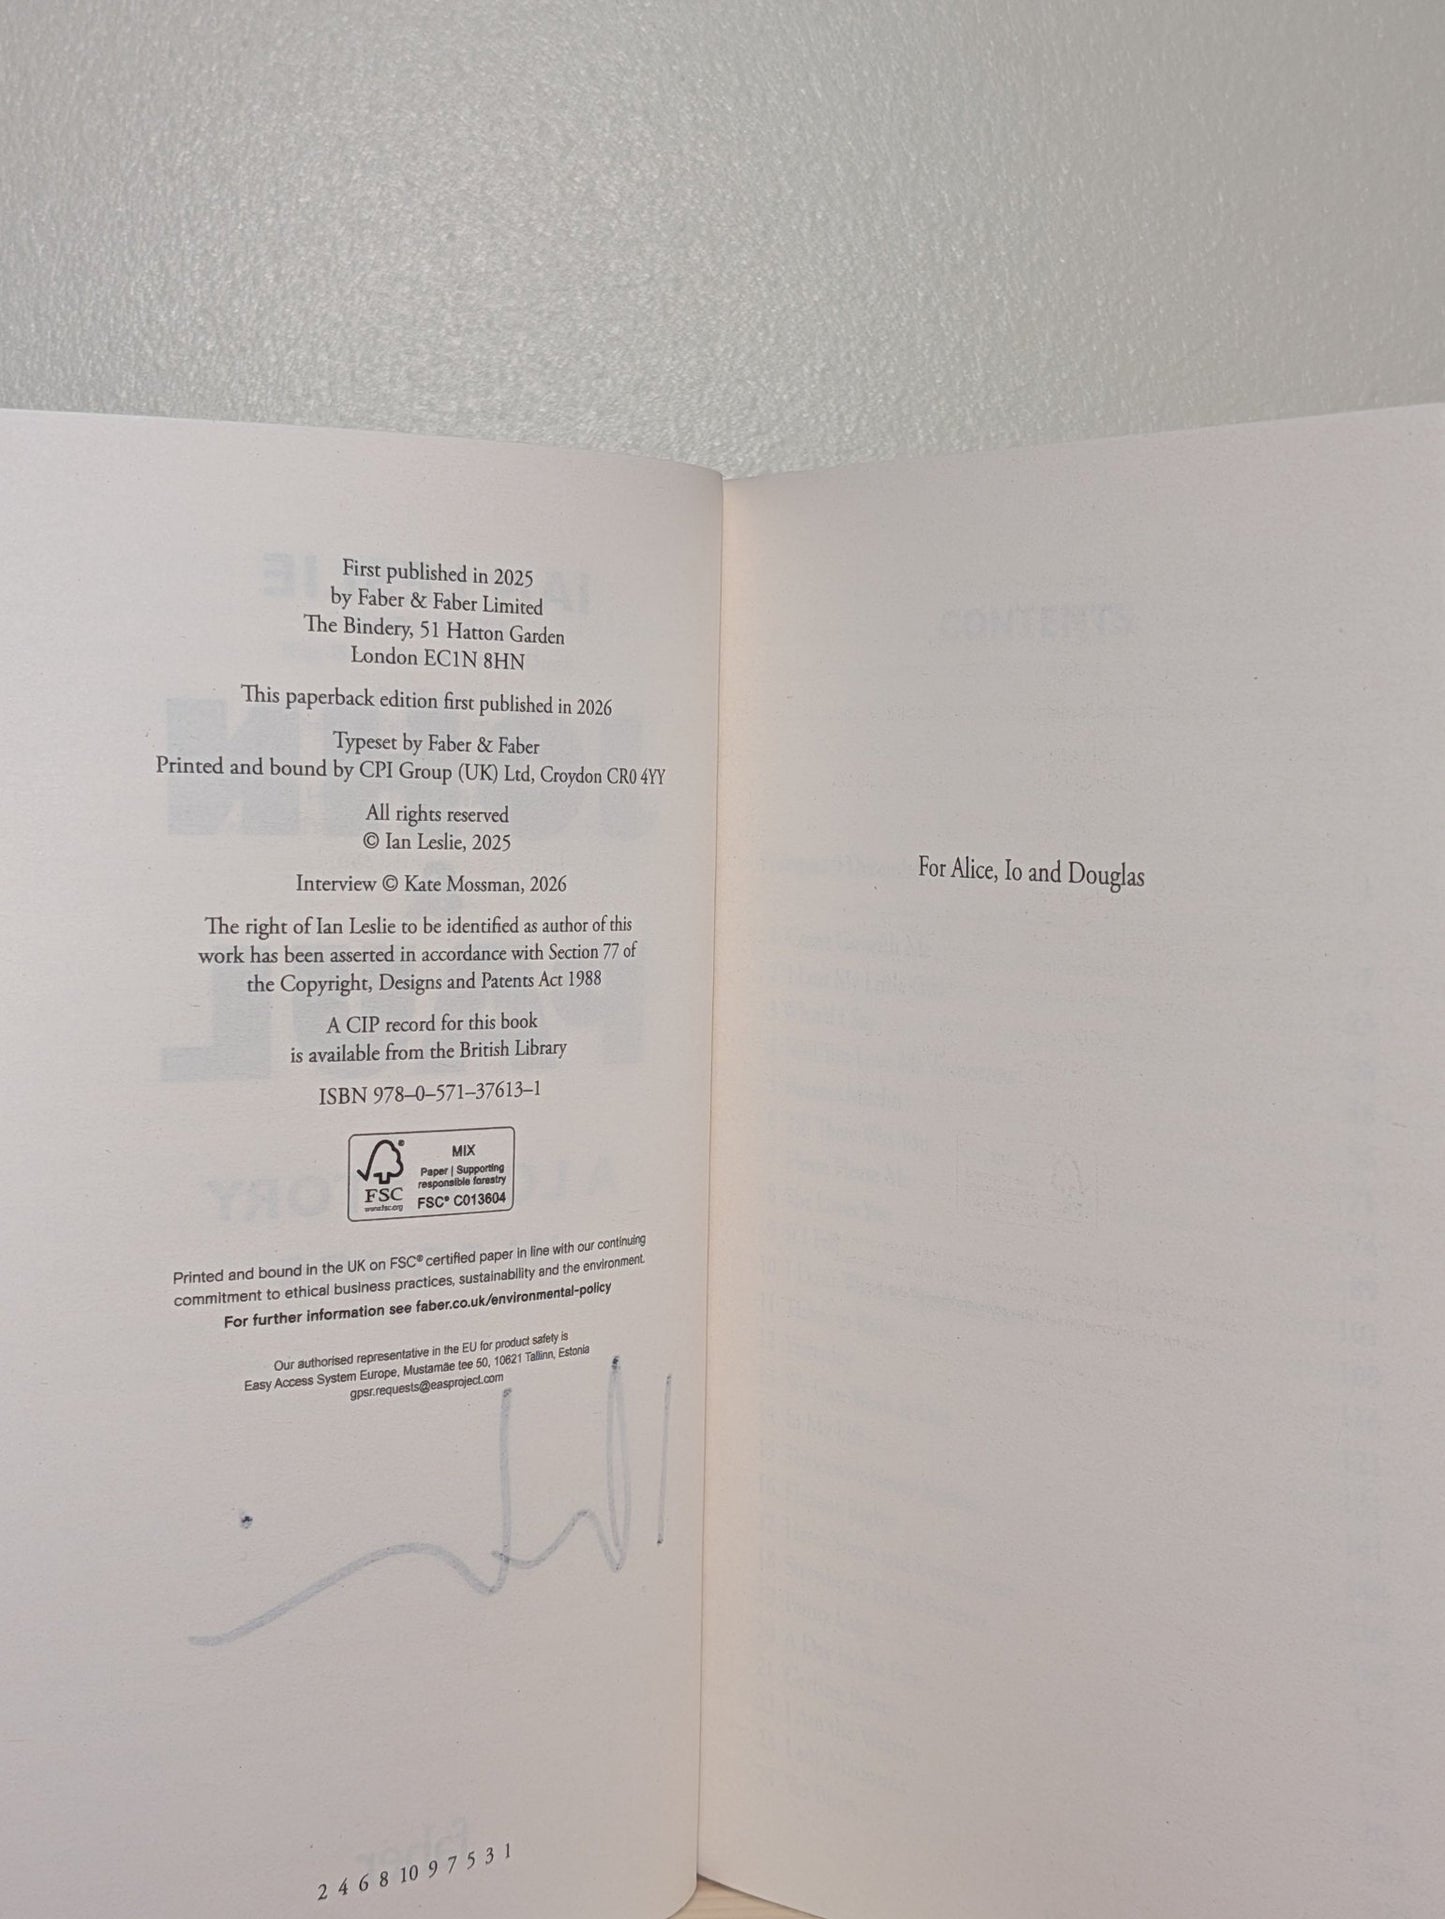 First published in 2025
by Faber & Faber Limited
The Bindery, 51 Hatton Garden
London EC1N 8HN
This paperback edition first published in 2026
Typeset by Faber & Faber
Printed and bound by CPI Group (UK) Ltd, Croydon CR0 4YY
All rights reserved
© Ian Leslie, 2025
Interview © Kate Mossman, 2026
The right of Ian Leslie to be identified as author of this
work has been asserted in accordance with Section 77 of
the Copyright, Designs and Patents Act 1988
A CIP record for this book
is available from the British Library
ISBN 978–0–571–37613–1
MIX
Paper | Supporting
responsible forestry
FSC® C013604
FSC
www.fsc.org
Printed and bound in the UK on FSC® certified paper in line with our continuing
commitment to ethical business practices, sustainability and the environment.
For further information see faber.co.uk/environmental-policy
Our authorised representative in the EU for product safety is
Easy Access System Europe, Mustamäe tee 50, 10621 Tallinn, Estonia
gpsr.requests@easproject.com
2 4 6 8 10 9 7 5 3 1
For Alice, Io and Douglas